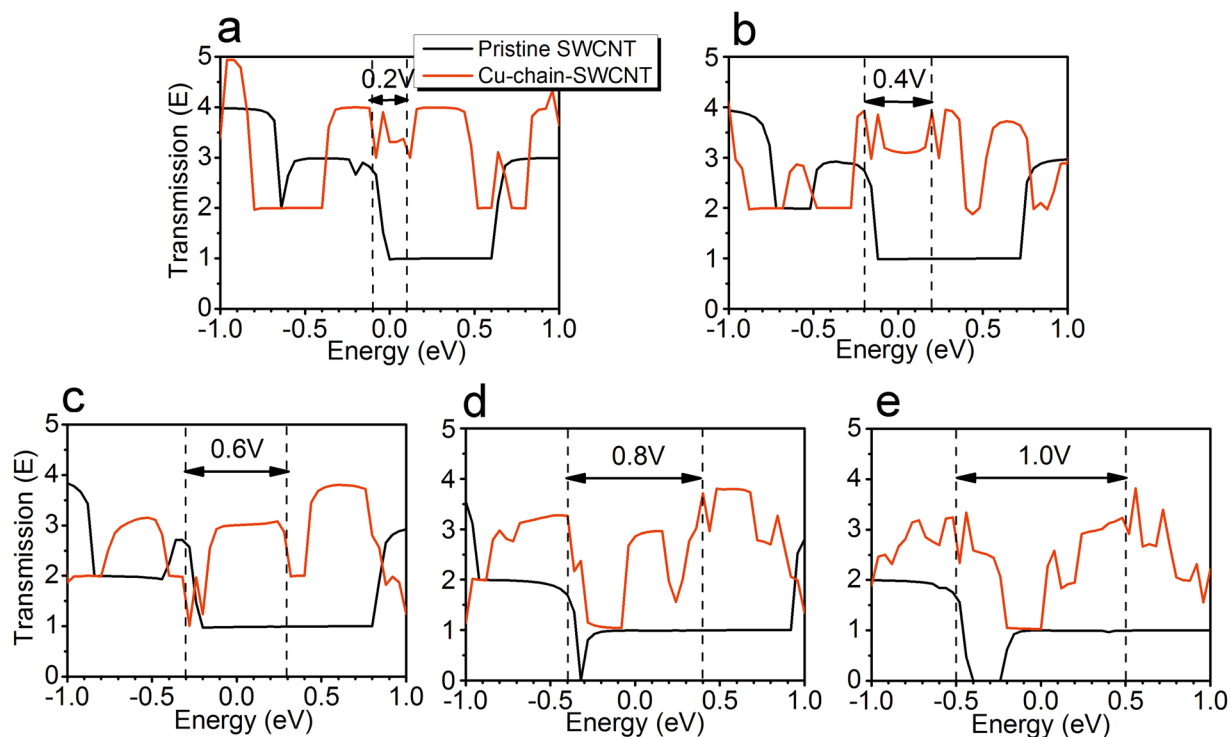 a
Pristine SWCNT
Cu-chain-SWCNT
0.2V
Transmission (E)
5
4
3
2
1
0
-1.0 -0.5 0.0 0.5 1.0
Energy (eV)
b
0.4V
5
4
3
2
1
0
-1.0 -0.5 0.0 0.5 1.0
Energy (eV)
c
0.6V
Transmission (E)
5
4
3
2
1
0
-1.0 -0.5 0.0 0.5 1.0
Energy (eV)
d
0.8V
5
4
3
2
1
0
-1.0 -0.5 0.0 0.5 1.0
Energy (eV)
e
1.0V
5
4
3
2
1
0
-1.0 -0.5 0.0 0.5 1.0
Energy (eV)